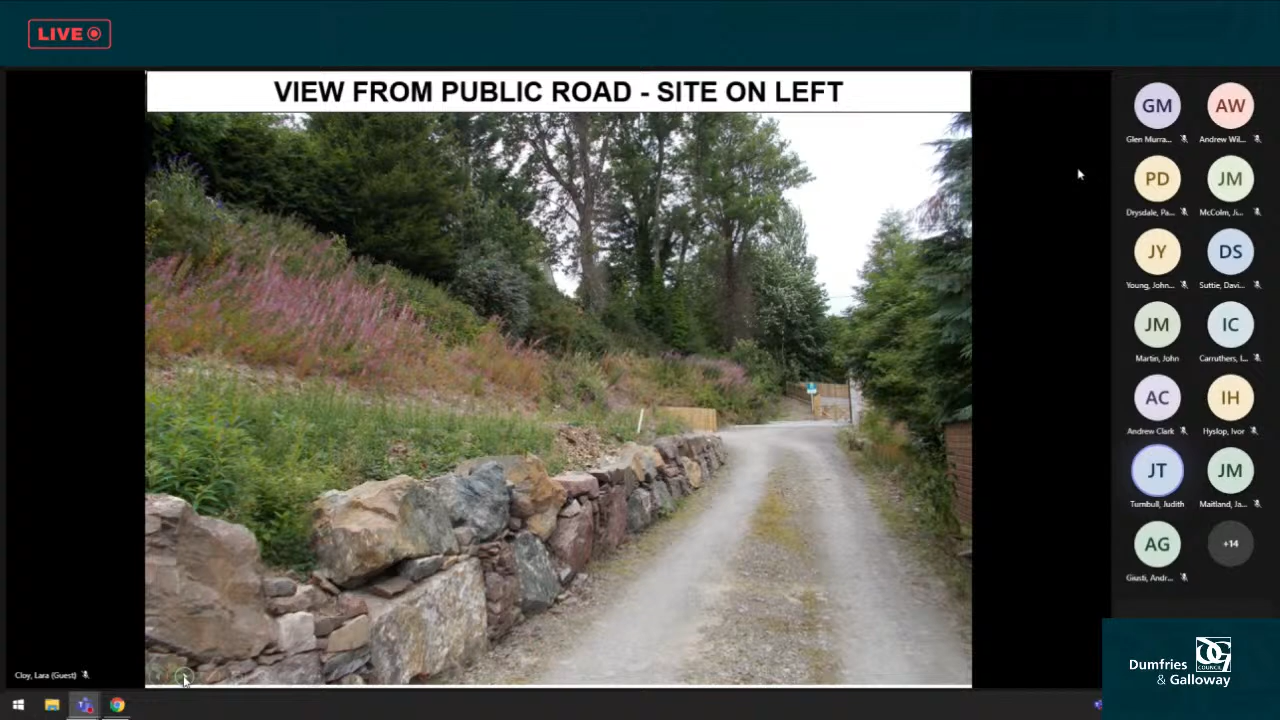 LIVE
VIEW FROM PUBLIC ROAD - SITE ON LEFT
GM
AW
Glen Murra...
Andrew Wil...
PD
JM
Drysdale, Pa...
McColm, Ji...
JY
DS
Young, John...
Suttie, Davi...
JM
IC
Martin, John
Carruthers, I...
AC
IH
Andrew Clark
Hyslop, Ivor
JT
JM
Turnbull, Judith
Maitland, Ja...
AG
+14
Giusti, Andr...
Cloy, Lara (Guest)
Dumfries
& Galloway
COUNCIL